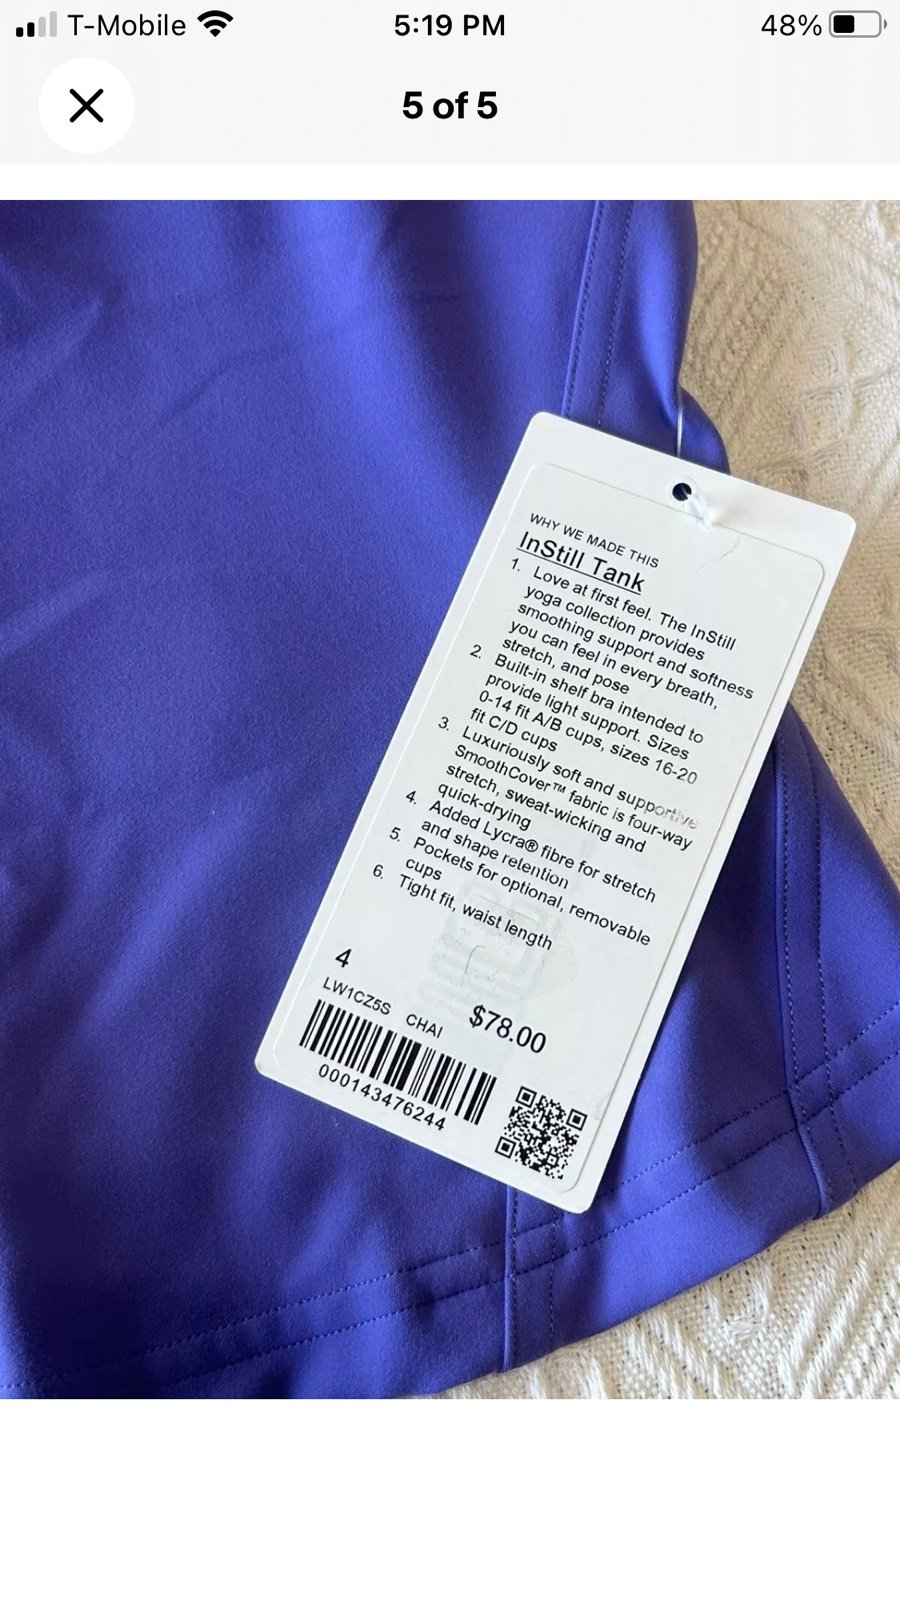 T-Mobile 5:19 PM 48%
5 of 5
WHY WE MADE THIS
InStill Tank
1. Love at first feel. The InStill
yoga collection provides
smoothing support and softness
you can feel in every breath,
stretch, and pose
2. Built-in shelf bra intended to
provide light support. Sizes
0-14 fit A/B cups, sizes 16-20
fit C/D cups
3. Luxuriously soft and supportive
SmoothCover™ fabric is four-way
stretch, sweat-wicking and
quick-drying
4. Added Lycra® fibre for stretch
and shape retention
5. Pockets for optional, removable
cups
6. Tight fit, waist length
4
LW1CZ5S CHAI $78.00
000143476244